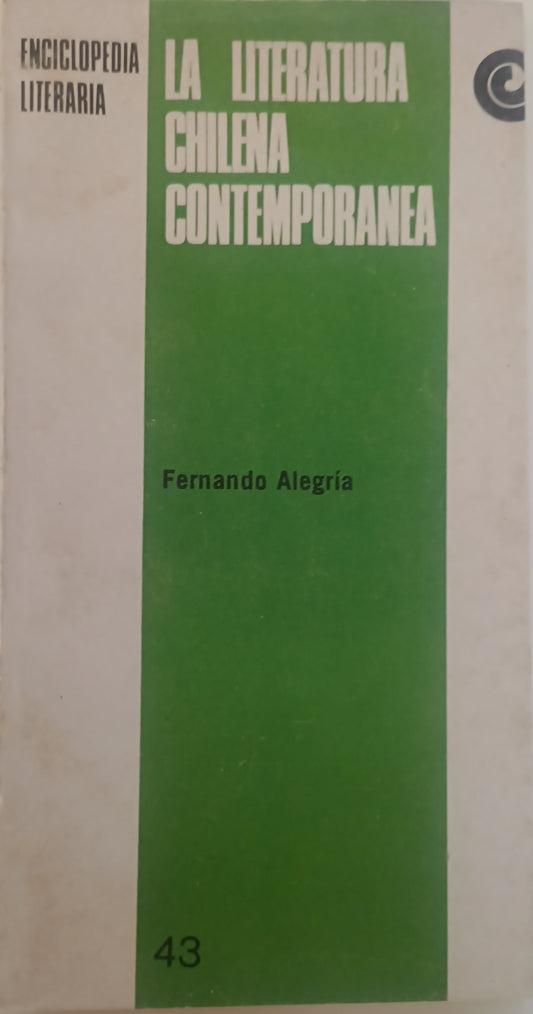 ENCICLOPEDIA
LITERARIA
LA LITERATURA
CHILENA
CONTEMPORANEA
Fernando Alegría
43